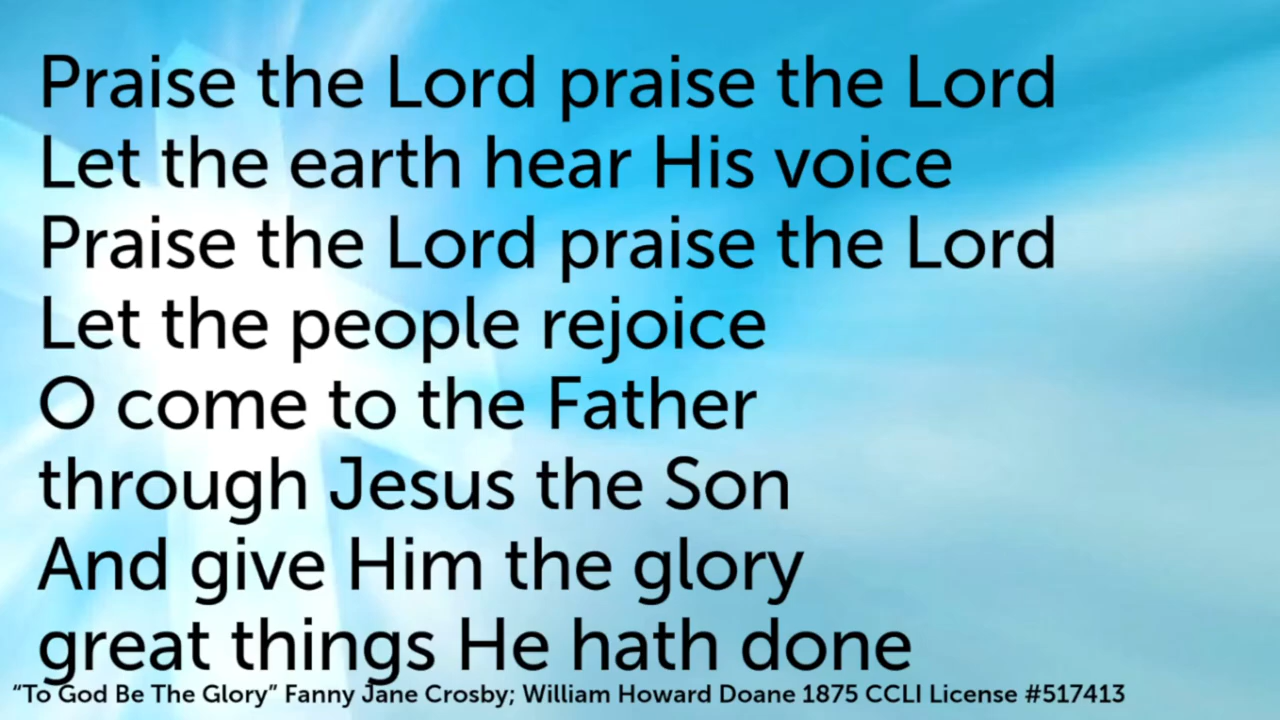 Praise the Lord praise the Lord
Let the earth hear His voice
Praise the Lord praise the Lord
Let the people rejoice
O come to the Father
through Jesus the Son
And give Him the glory
great things He hath done
“To God Be The Glory” Fanny Jane Crosby; William Howard Doane 1875 CCLI License #517413